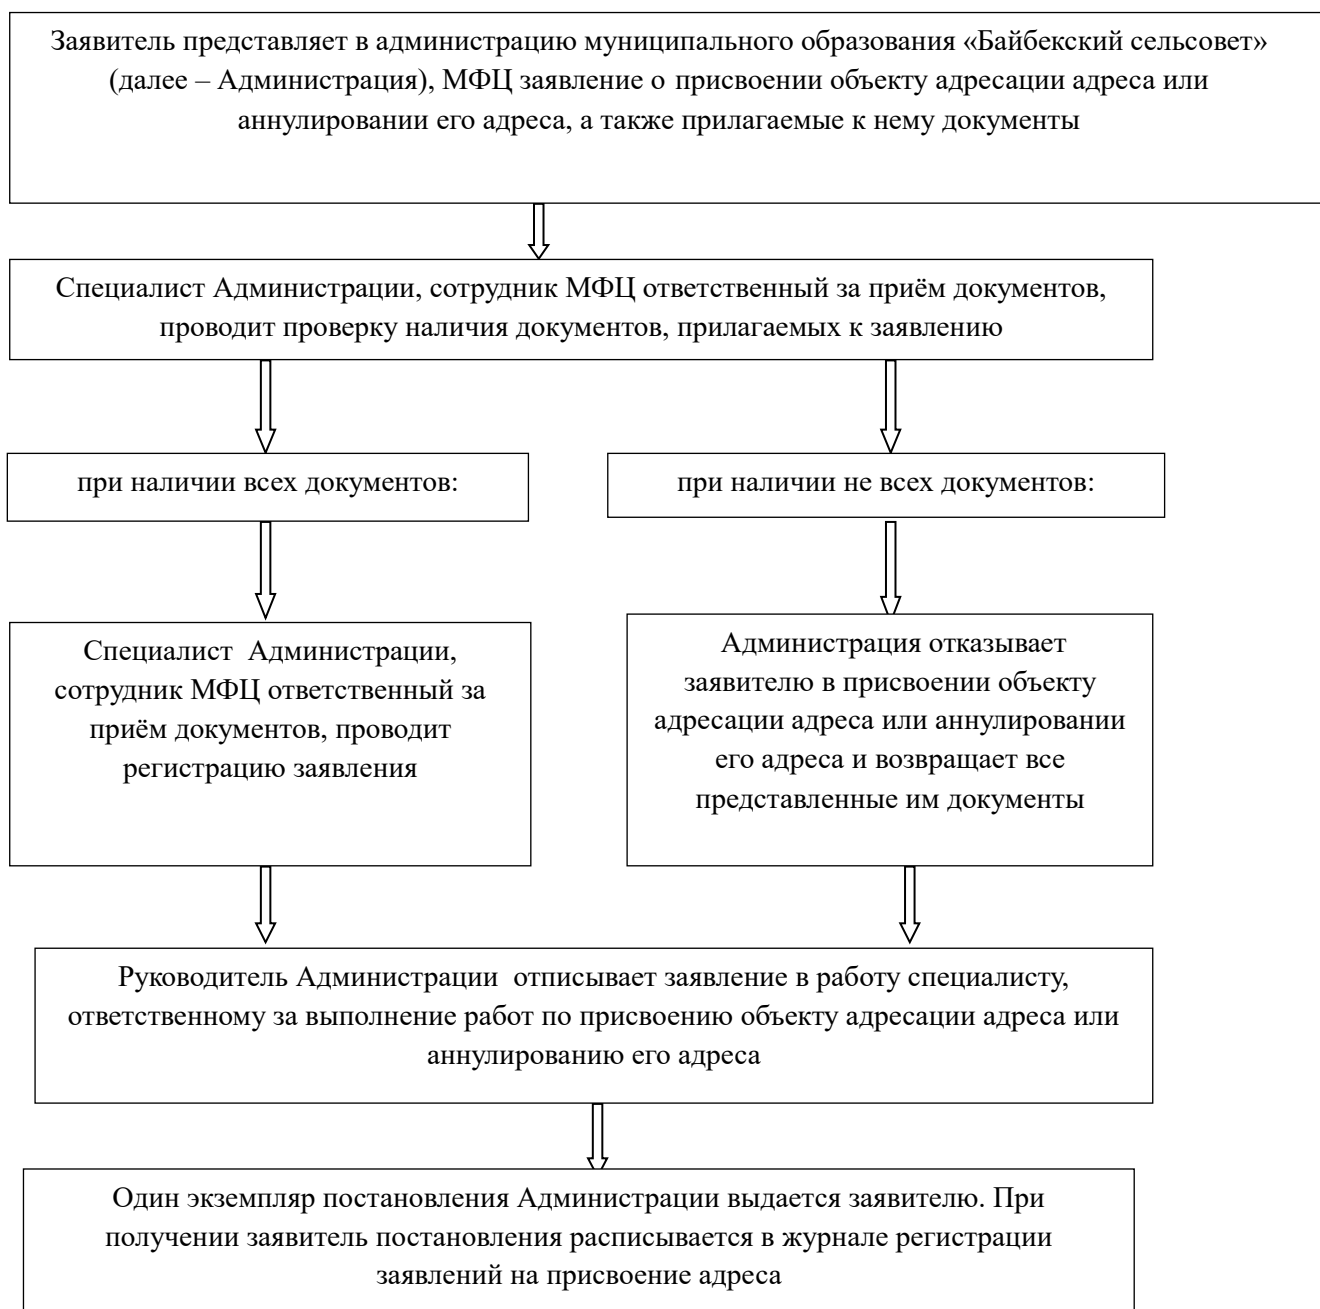 Заявитель представляет в администрацию муниципального образования «Байбекский сельсовет»
(далее – Администрация), МФЦ заявление о присвоении объекту адресации адреса или
аннулировании его адреса, а также прилагаемые к нему документы
Специалист Администрации, сотрудник МФЦ ответственный за приём документов,
проводит проверку наличия документов, прилагаемых к заявлению
при наличии всех документов:
при наличии не всех документов:
Специалист Администрации,
сотрудник МФЦ ответственный за
приём документов, проводит
регистрацию заявления
Администрация отказывает
заявителю в присвоении объекту
адресации адреса или аннулировании
его адреса и возвращает все
представленные им документы
Руководитель Администрации отписывает заявление в работу специалисту,
ответственному за выполнение работ по присвоению объекту адресации адреса или
аннулированию его адреса
Один экземпляр постановления Администрации выдается заявителю. При
получении заявитель постановления расписывается в журнале регистрации
заявлений на присвоение адреса